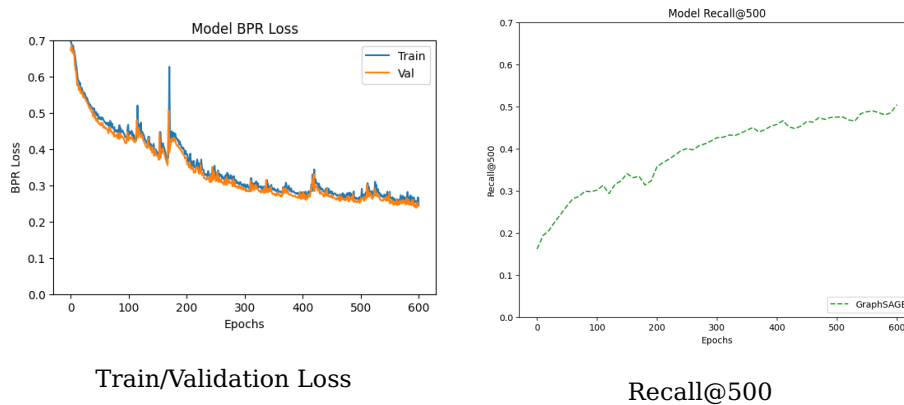 Model BPR Loss
0.7
0.6
0.5
0.4
0.3
0.2
0.1
0.0
BPR Loss
Train
Val
0
100
200
300
400
500
600
Epochs
Train/Validation Loss
Model Recall@500
0.7
0.6
0.5
0.4
0.3
0.2
0.1
0.0
Recall@500
GraphSAGE
0
100
200
300
400
500
600
Epochs
Recall@500